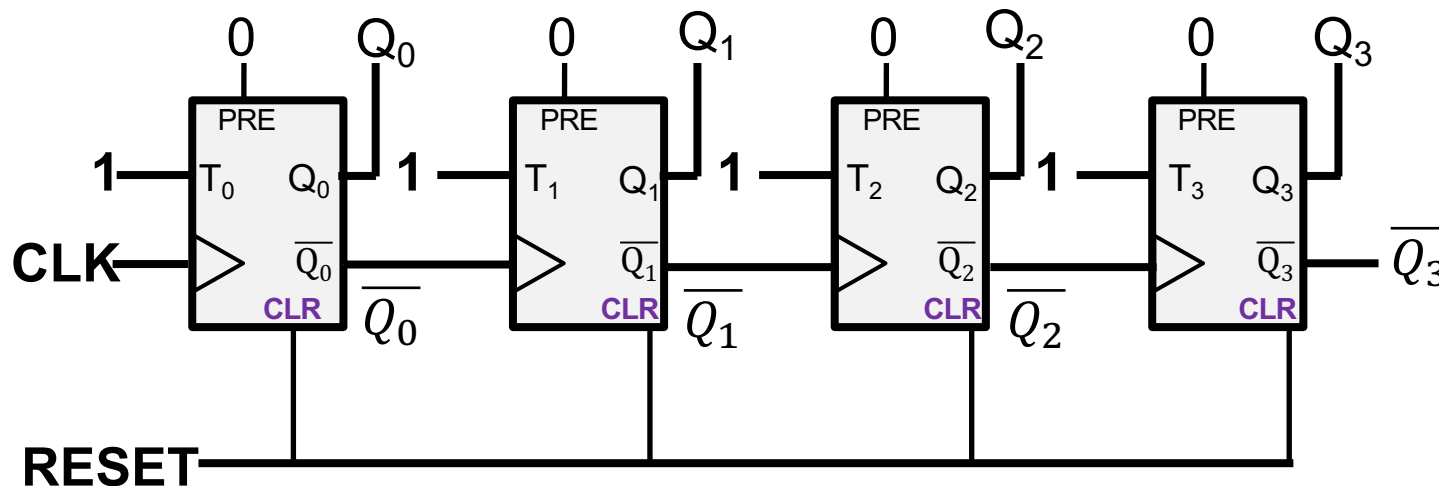 0 Q₀ 0 Q₁ 0 Q₂ 0 Q₃
PRE PRE PRE PRE
1 T₀ Q₀ 1 T₁ Q₁ 1 T₂ Q₂ 1 T₃ Q₃
CLK Q̅₀ Q̅₁ Q̅₂ Q̅₃ Q̅₃
CLR Q̅₀ CLR Q̅₁ CLR Q̅₂ CLR
RESET